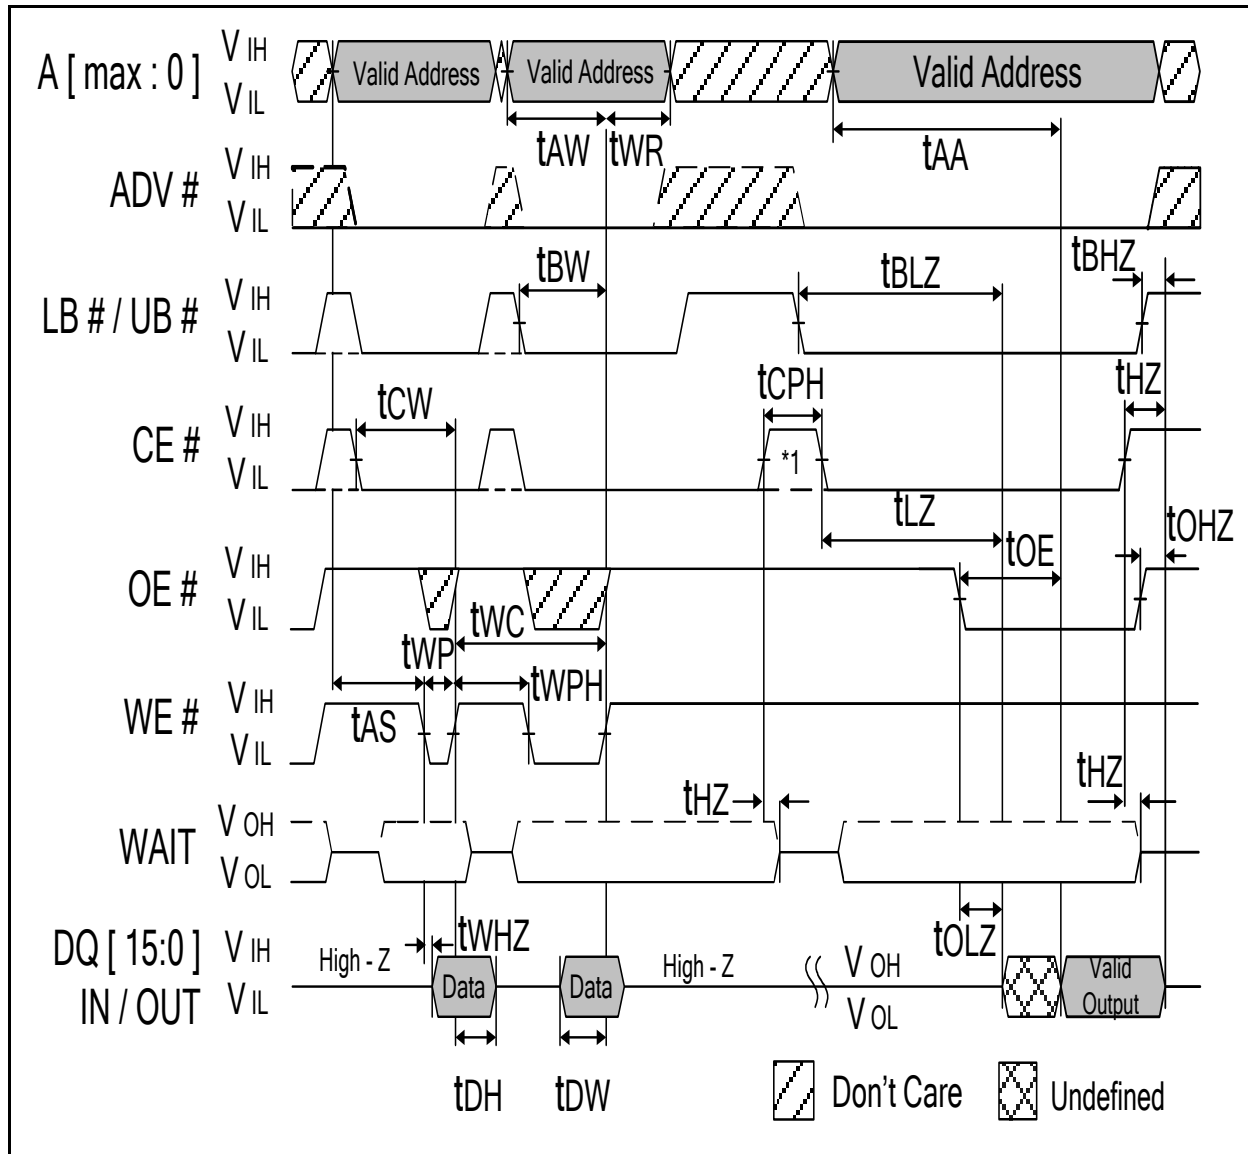 A [ max : 0 ]
V IH
V IL
Valid Address
Valid Address
Valid Address
tAW
tWR
tAA
ADV #
V IH
V IL
tBW
tBLZ
tBHZ
LB # / UB #
V IH
V IL
tCPH
tHZ
tCW
CE #
V IH
V IL
*1
tLZ
tOE
tOHZ
OE #
V IH
V IL
tWC
tWP
tWPH
WE #
V IH
V IL
tAS
tHZ
tHZ
WAIT
V OH
V OL
tWHZ
tOLZ
DQ [ 15:0 ]
IN / OUT
V IH
V IL
High - Z
Data
Data
High - Z
V OH
V OL
Valid
Output
tDH
tDW
Don't Care
Undefined